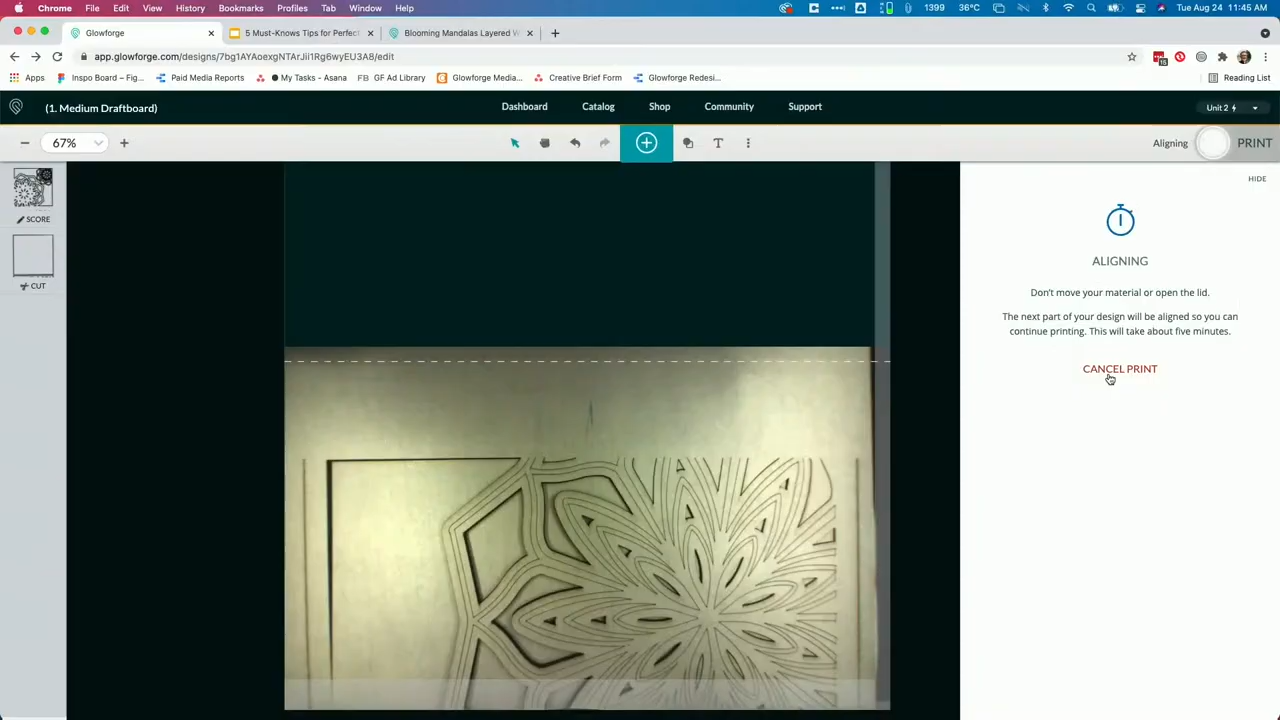 Chrome File Edit View History Bookmarks Profiles Tab Window Help 1999 36°C Tue Aug 24 11:45 AM
Glowforge 5 Must-Knows Tips for Perfect Blooming Mandalas Layered W
app.glowforge.com/designs/7bg1AYAoexgNTArJii1Rg6wyEU3A8/edit 15
Apps Inspo Board – Fig... Paid Media Reports My Tasks - Asana FB GF Ad Library Glowforge Media... Creative Brief Form Glowforge Redesi... Reading List
(1. Medium Draftboard) Dashboard Catalog Shop Community Support Unit 2
67% T Aligning PRINT
HIDE
SCORE
CUT
ALIGNING
Don't move your material or open the lid.
The next part of your design will be aligned so you can
continue printing. This will take about five minutes.
CANCEL PRINT